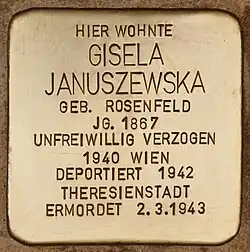 HIER WOHNTE
GISELA
JANUSZEWSKA
GEB. ROSENFELD
JG. 1867
UNFREIWILLIG VERZOGEN
1940 WIEN
DEPORTIERT 1942
THERESIENSTADT
ERMORDET 2.3.1943